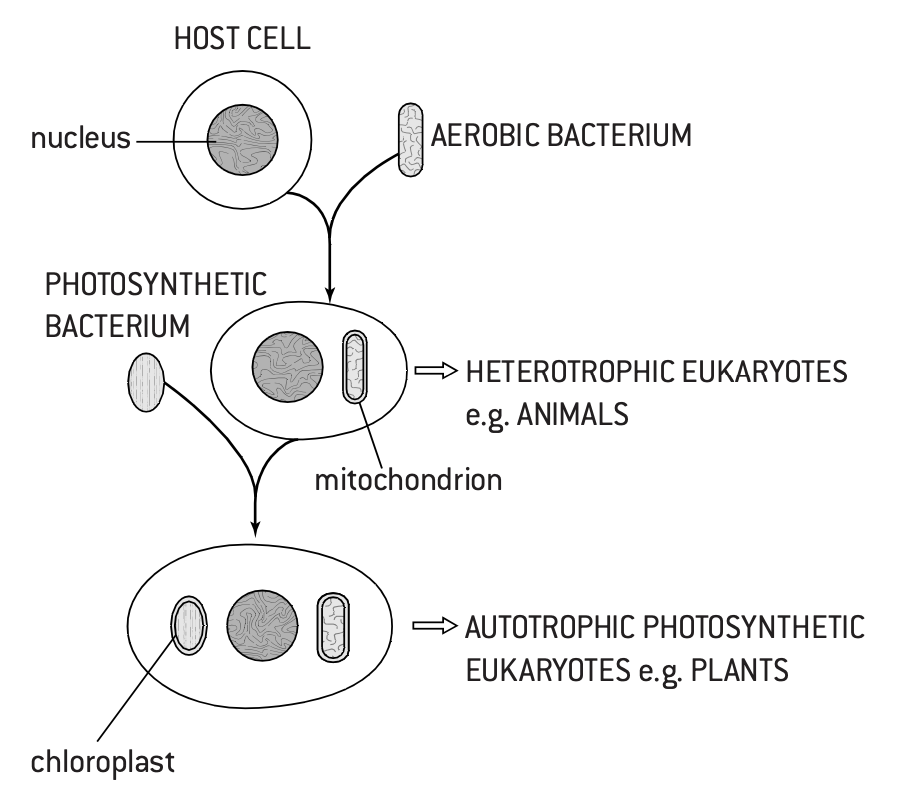 HOST CELL
nucleus
AEROBIC BACTERIUM
PHOTOSYNTHETIC
BACTERIUM
HETEROTROPHIC EUKARYOTES
e.g. ANIMALS
mitochondrion
AUTOTROPHIC PHOTOSYNTHETIC
EUKARYOTES e.g. PLANTS
chloroplast